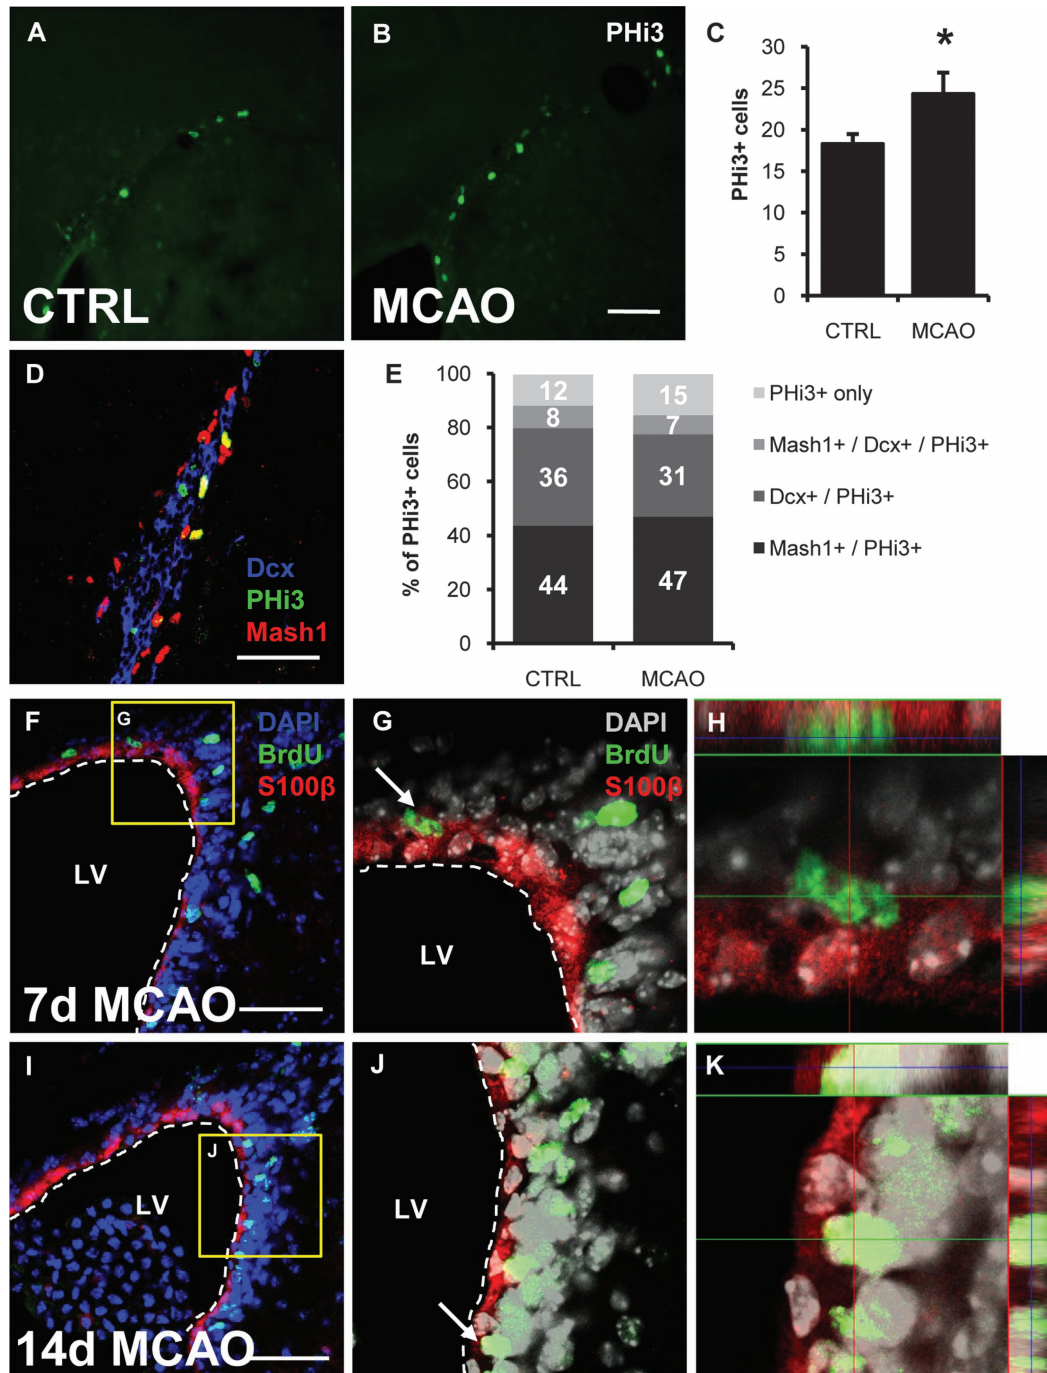 A
CTRL
B
PHi3
MCAO
C
PHi3+ cells
30
25
20
15
10
5
0
*
CTRL
MCAO
D
Dcx
PHi3
Mash1
E
% of PHi3+ cells
100
80
60
40
20
0
12
8
36
44
15
7
31
47
CTRL
MCAO
PHi3+ only
Mash1+ / Dcx+ / PHi3+
Dcx+ / PHi3+
Mash1+ / PHi3+
F
G
DAPI
BrdU
S100β
LV
7d MCAO
G
DAPI
BrdU
S100β
LV
H
I
J
LV
14d MCAO
J
LV
K